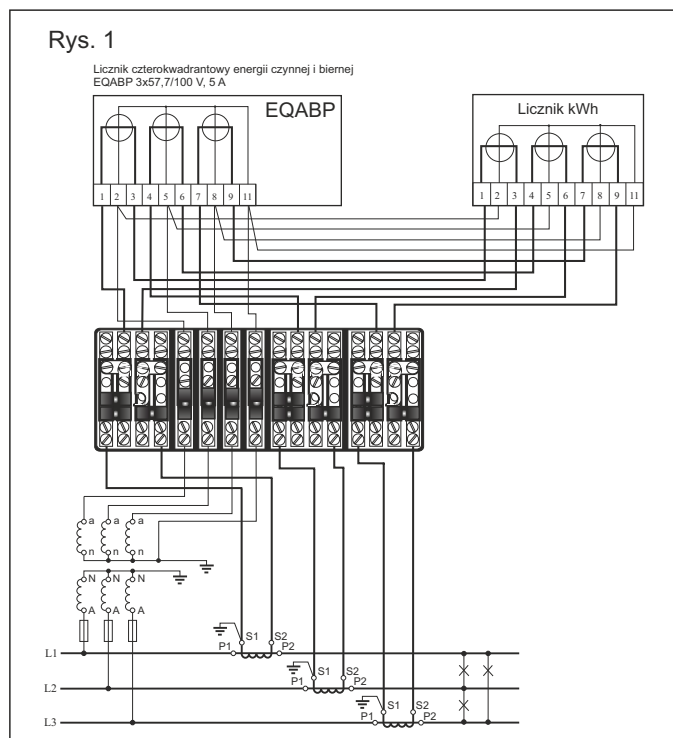 Rys. 1
Licznik czterokwadrantowy energii czynnej i biernej
EQABP 3x57,7/100 V, 5 A
EQABP
Licznik kWh
1 2 3 4 5 6 7 8 9 11
1 2 3 4 5 6 7 8 9 11
a a a
n n n
N N N
A A A
S1 S2
L1 P1 P2
S1 S2
L2 P1 P2
S1 S2
L3 P1 P2